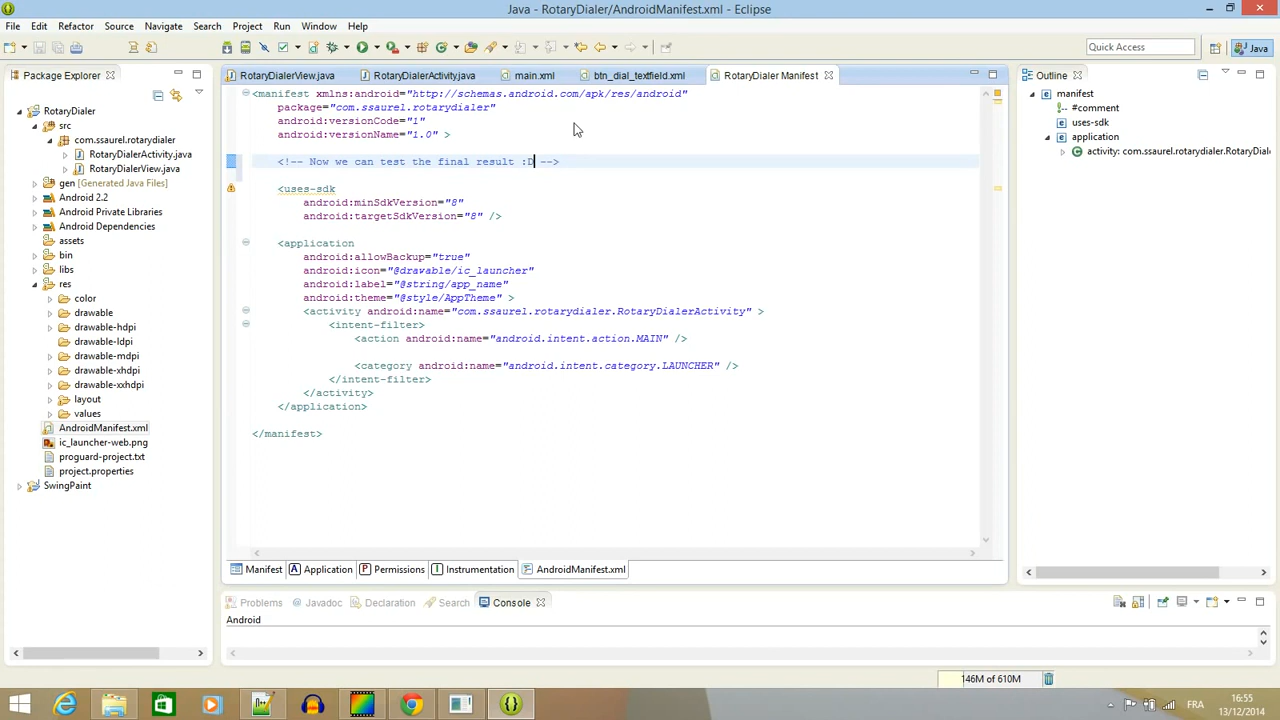 Java - RotaryDialer/AndroidManifest.xml - Eclipse
File Edit Refactor Source Navigate Search Project Run Window Help
Quick Access
Java
Package Explorer
RotaryDialer
src
com.ssaurel.rotarydialer
RotaryDialerActivity.java
RotaryDialerView.java
gen [Generated Java Files]
Android 2.2
Android Private Libraries
Android Dependencies
assets
bin
libs
res
color
drawable
drawable-hdpi
drawable-ldpi
drawable-mdpi
drawable-xhdpi
drawable-xxhdpi
layout
values
AndroidManifest.xml
ic_launcher-web.png
proguard-project.txt
project.properties
SwingPaint
RotaryDialerView.java RotaryDialerActivity.java main.xml btn_dial_textfield.xml RotaryDialer Manifest
<manifest xmlns:android="http://schemas.android.com/apk/res/android"
package="com.ssaurel.rotarydialer"
android:versionCode="1"
android:versionName="1.0" >
<!-- Now we can test the final result :D -->
<uses-sdk
android:minSdkVersion="8"
android:targetSdkVersion="8" />
<application
android:allowBackup="true"
android:icon="@drawable/ic_launcher"
android:label="@string/app_name"
android:theme="@style/AppTheme" >
<activity android:name="com.ssaurel.rotarydialer.RotaryDialerActivity" >
<intent-filter>
<action android:name="android.intent.action.MAIN" />
<category android:name="android.intent.category.LAUNCHER" />
</intent-filter>
</activity>
</application>
</manifest>
Manifest Application Permissions Instrumentation AndroidManifest.xml
Outline
manifest
#comment
uses-sdk
application
activity: com.ssaurel.rotarydialer.Rotary
Problems Javadoc Declaration Search Console
Android
146M of 610M
FRA
16:55
13/12/2014